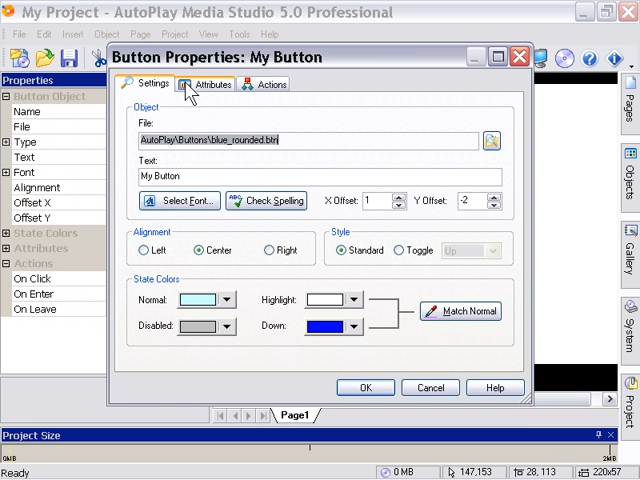 My Project - AutoPlay Media Studio 5.0 Professional
File Edit Insert Object Page Project View Tools Help
Properties
Button Object
Name
File
Type
Text
Font
Alignment
Offset X
Offset Y
State Colors
Attributes
Actions
On Click
On Enter
On Leave
Button Properties: My Button
Settings Attributes Actions
Object
File:
AutoPlay\Buttons\blue_rounded.btn
Text:
My Button
Select Font... ABC Check Spelling X Offset: 1 Y Offset: -2
Alignment
Left Center Right
Style
Standard Toggle Up
State Colors
Normal: Highlight:
Disabled: Down:
Match Normal
OK Cancel Help
Pages
Objects
Gallery
System
Project
Page1
Project Size
0MB 2MB
Ready 0 MB 147,153 28, 113 220x57